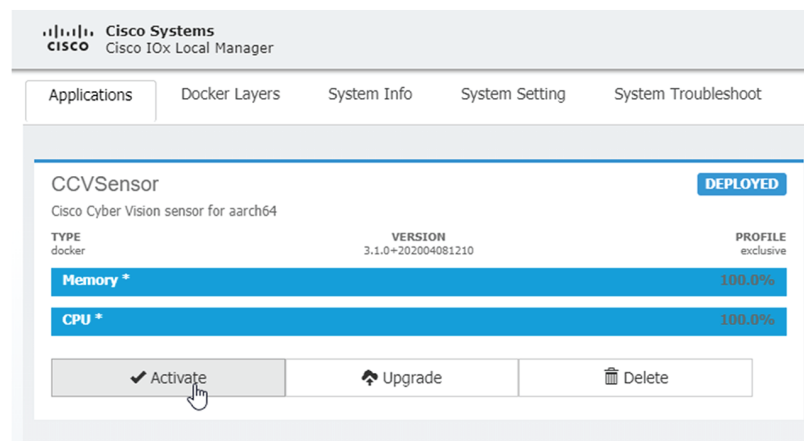 Cisco Systems
CISCO Cisco IOx Local Manager
Applications Docker Layers System Info System Setting System Troubleshoot
CCVSensor DEPLOYED
Cisco Cyber Vision sensor for aarch64
TYPE VERSION PROFILE
docker 3.1.0+202004081210 exclusive
Memory * 100.0%
CPU * 100.0%
Activate Upgrade Delete